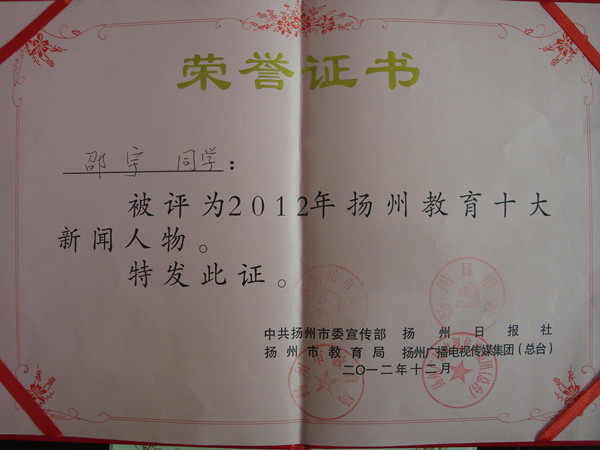 荣誉证书
邵宇 同学：
被评为2012年扬州教育十大
新闻人物。
特发此证。
中共扬州市委宣传部 扬州日报社
扬州市教育局 扬州广播电视传媒集团（总台）
二〇一二年十二月